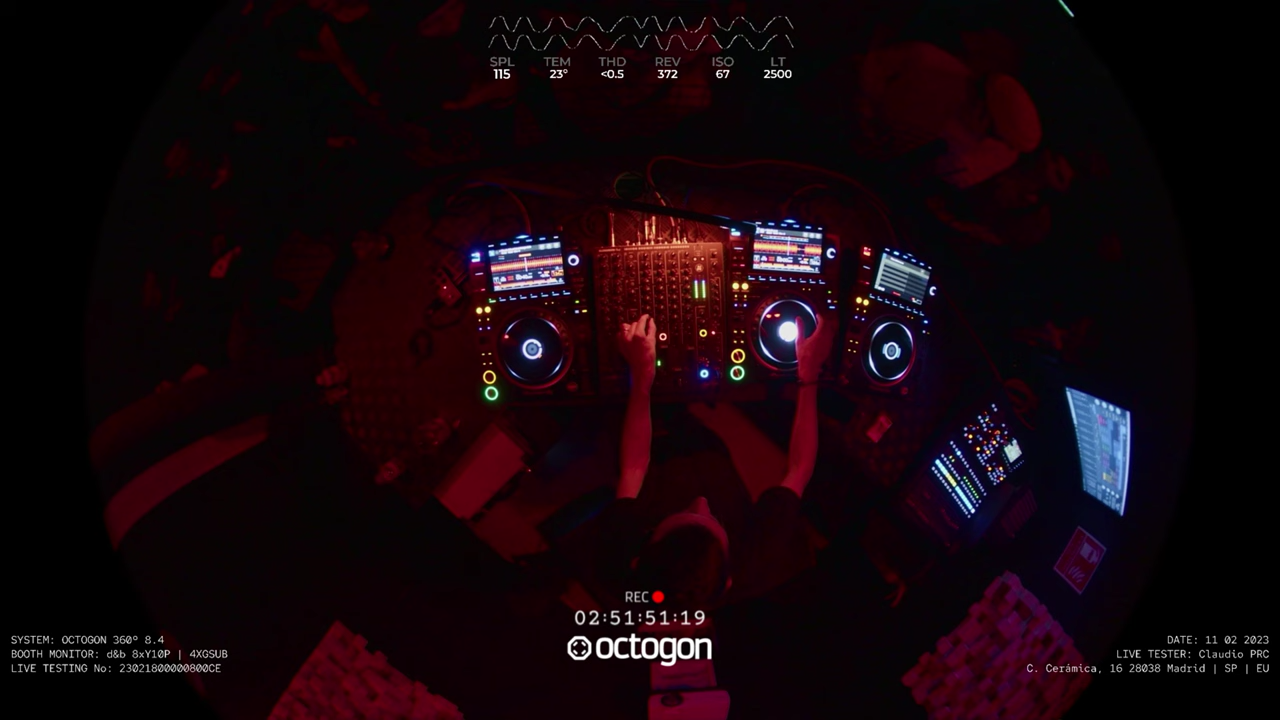 SPL TEM THD REV ISO LT
115 23° <0.5 372 67 2500
REC
02:51:51:19
octogon
SYSTEM: OCTOGON 360º 8.4
BOOTH MONITOR: d&b 8xY10P | 4XGSUB
LIVE TESTING No: 23021800000800CE
DATE: 11 02 2023
LIVE TESTER: Claudio PRC
C. Cerámica, 16 28038 Madrid | SP | EU